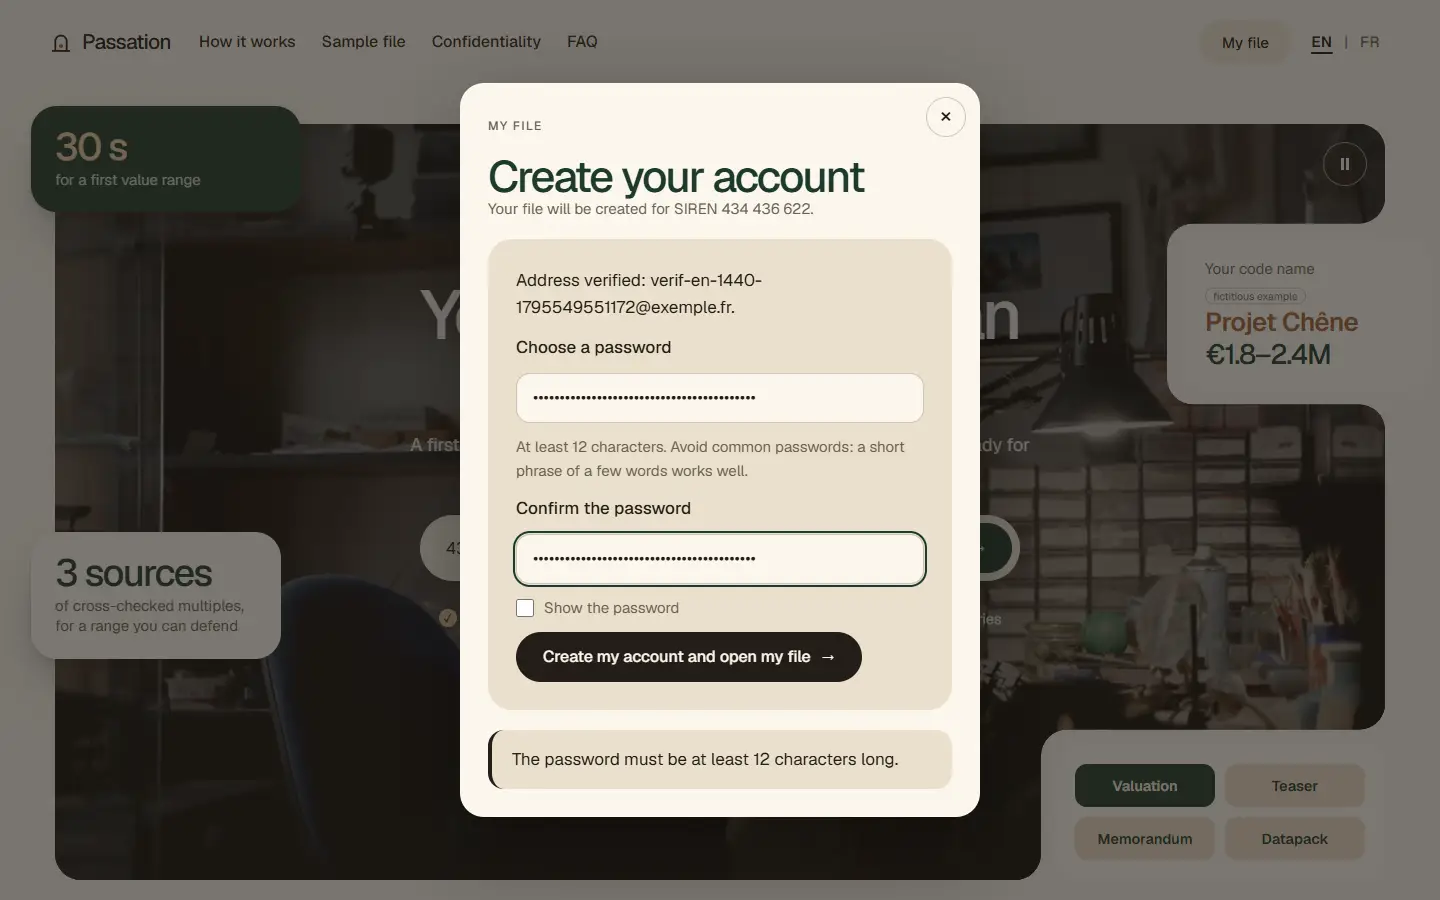 Passation
How it works
Sample file
Confidentiality
FAQ
My file
EN | FR
30 s
for a first value range
MY FILE
×
Create your account
Your file will be created for SIREN 434 436 622.
Address verified: verif-en-1440-
1795549551172@exemple.fr.
Choose a password
••••••••••••••••••••••••••••••••••••••••••
At least 12 characters. Avoid common passwords: a short
phrase of a few words works well.
Confirm the password
••••••••••••••••••••••••••••••••••••••••••
Show the password
Create my account and open my file →
The password must be at least 12 characters long.
A first
Your code name
fictitious example
Projet Chêne
€1.8–2.4M
3 sources
of cross-checked multiples,
for a range you can defend
Valuation
Teaser
Memorandum
Datapack